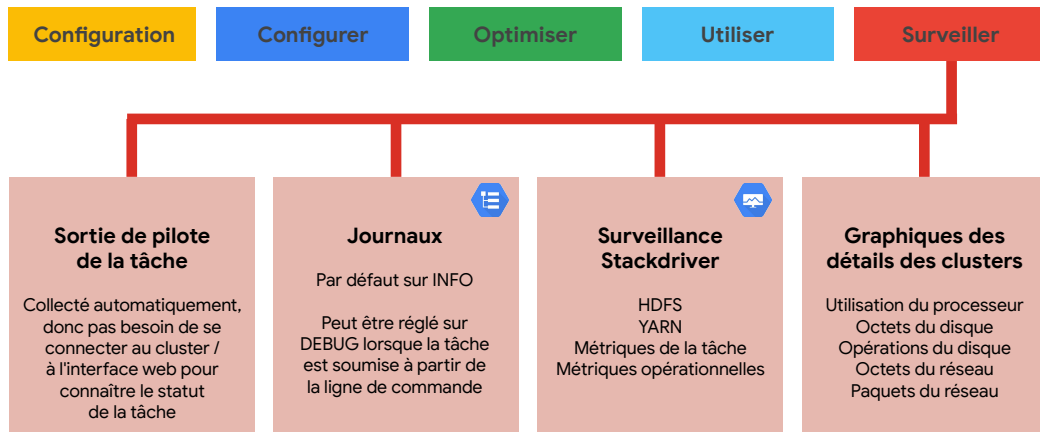 Configuration
Configurer
Optimiser
Utiliser
Surveiller
Sortie de pilote
de la tâche
Collecté automatiquement,
donc pas besoin de se
connecter au cluster /
à l'interface web pour
connaître le statut
de la tâche
Journaux
Par défaut sur INFO
Peut être réglé sur
DEBUG lorsque la tâche
est soumise à partir de
la ligne de commande
Surveillance
Stackdriver
HDFS
YARN
Métriques de la tâche
Métriques opérationnelles
Graphiques des
détails des clusters
Utilisation du processeur
Octets du disque
Opérations du disque
Octets du réseau
Paquets du réseau